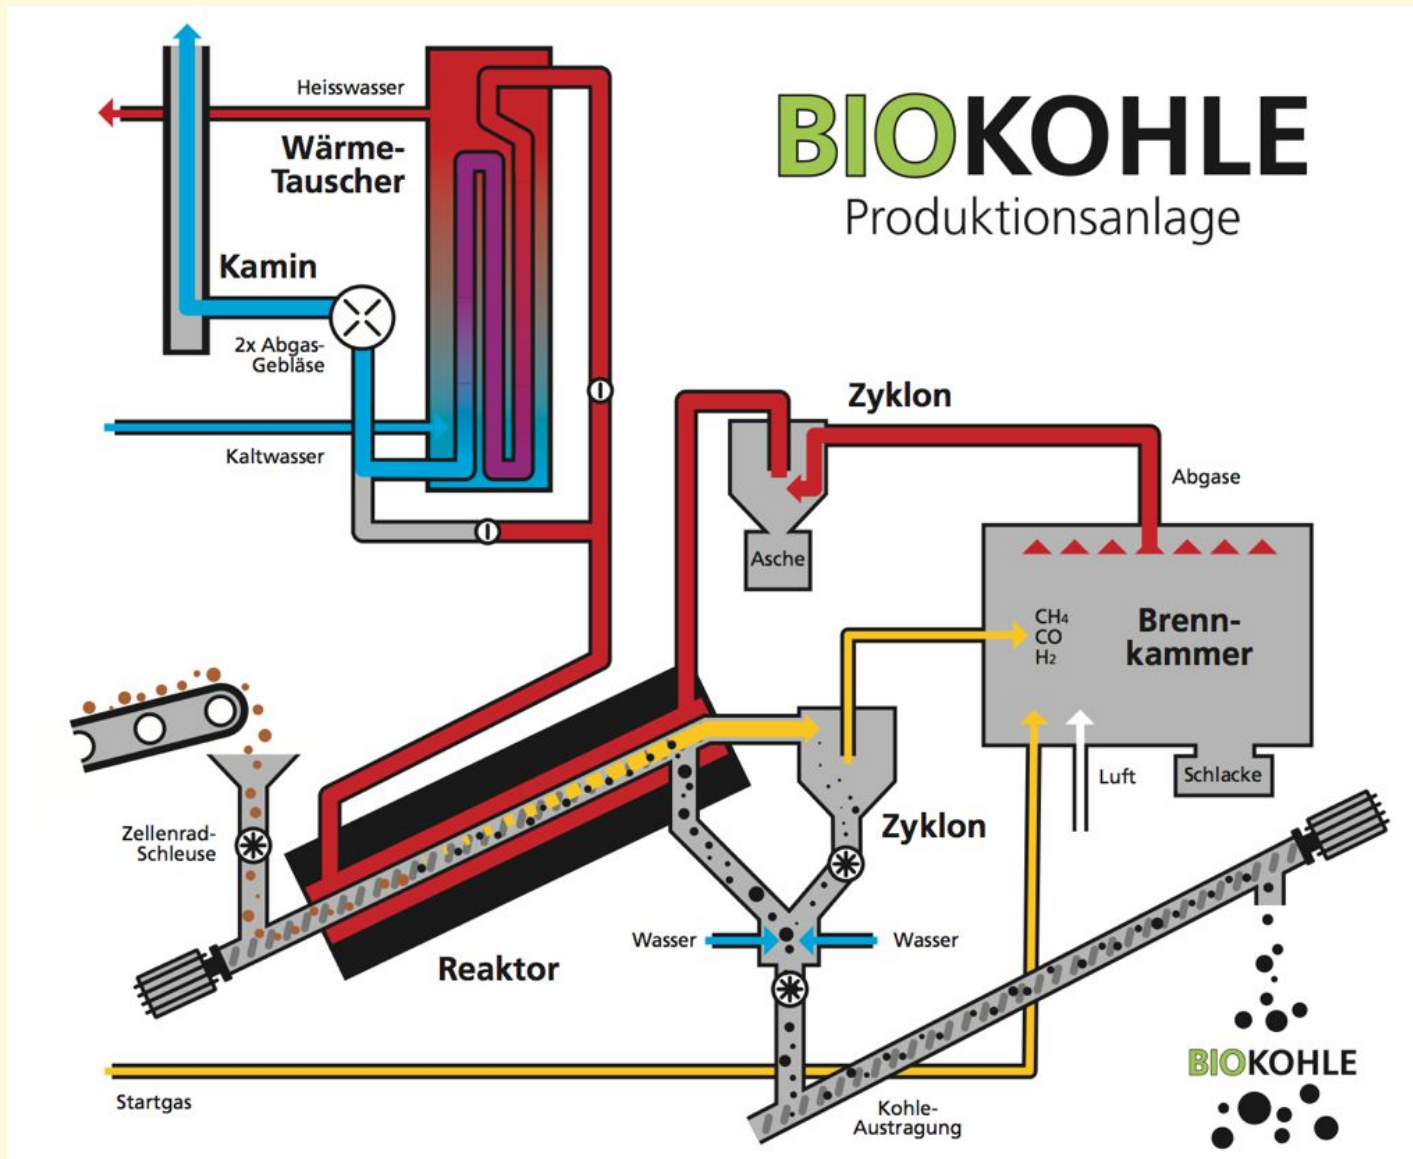 BIOKOHLE
Produktionsanlage
Heisswasser
Wärme-
Tauscher
Kamin
2x Abgas-
Gebläse
Kaltwasser
Zyklon
Abgase
Asche
CH4
CO
H2
Brenn-
kammer
Luft
Schlacke
Zellenrad-
Schleuse
Zyklon
Reaktor
Wasser
Wasser
Startgas
Kohle-
Austragung
BIOKOHLE